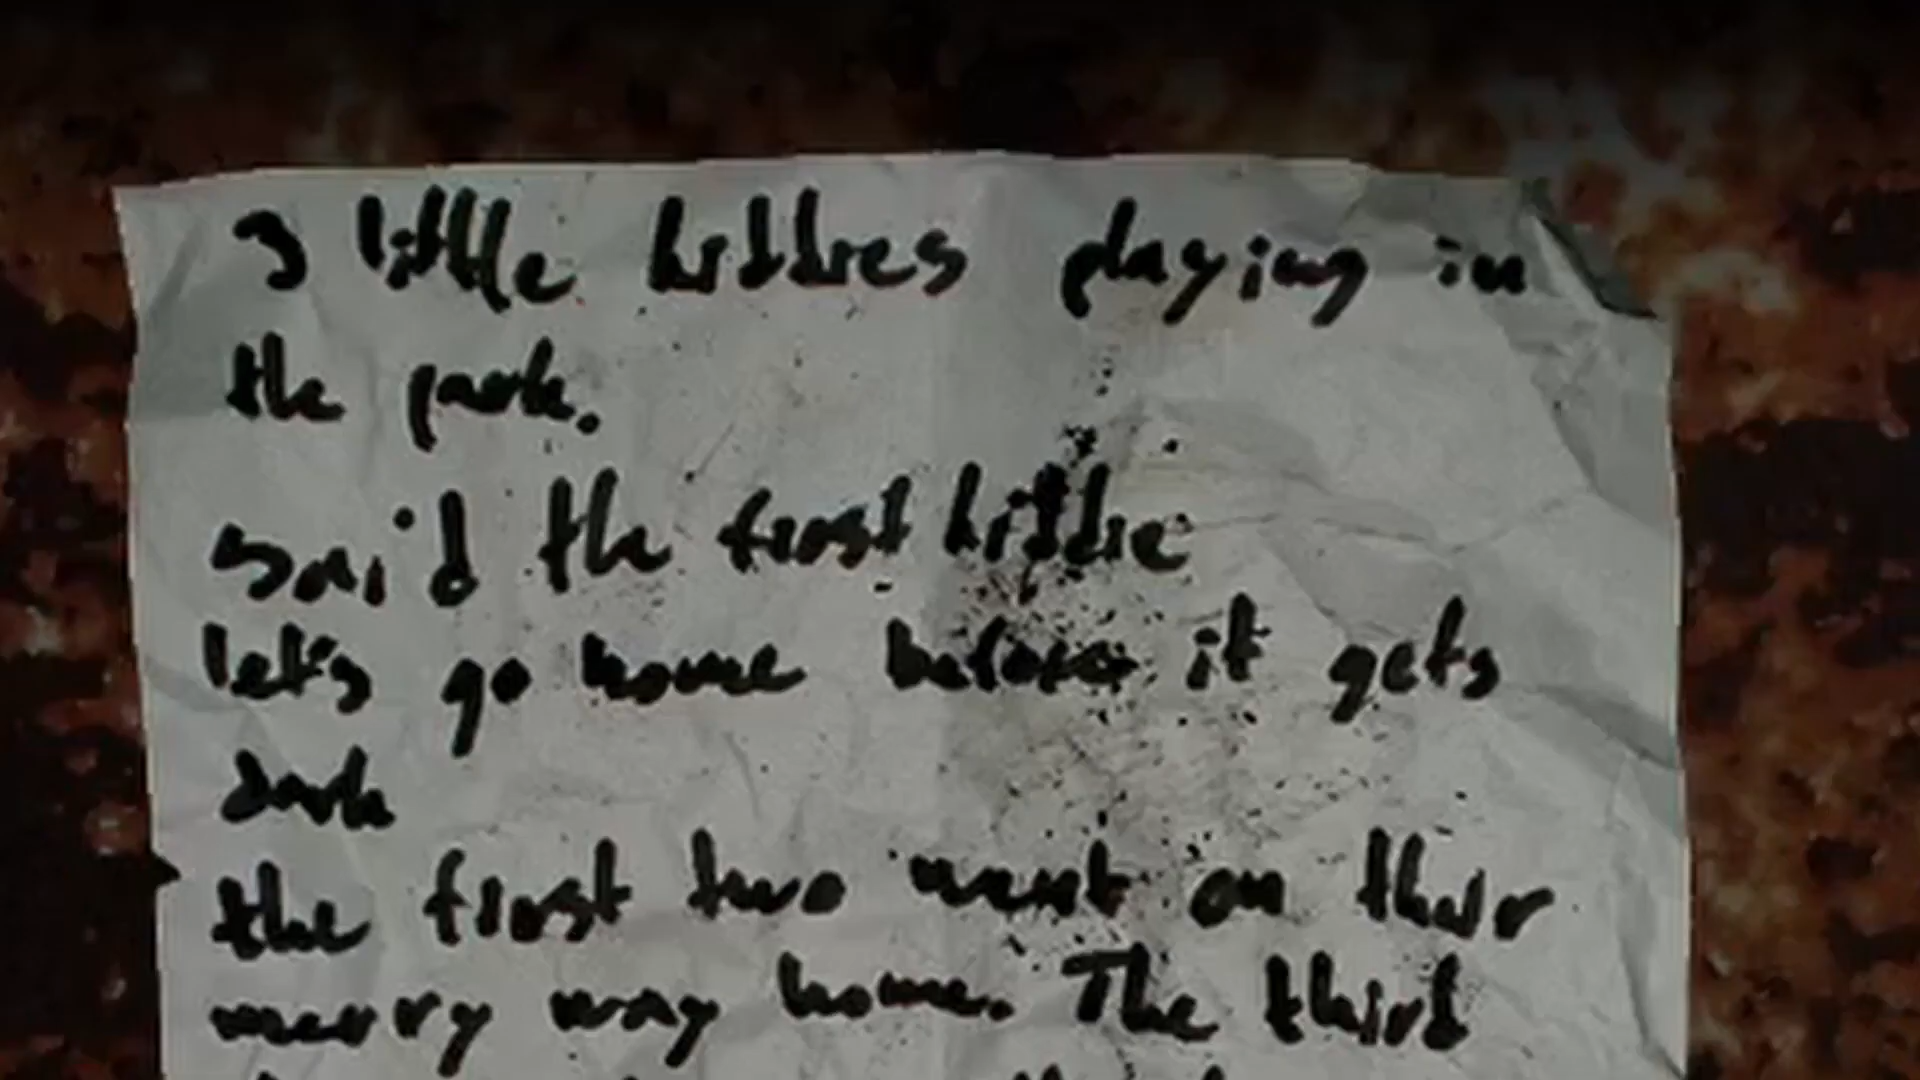 3 little kiddies playing in
the park.
said the first kiddie
let's go home before it gets
dark
the first two went on their
merry way home. The third